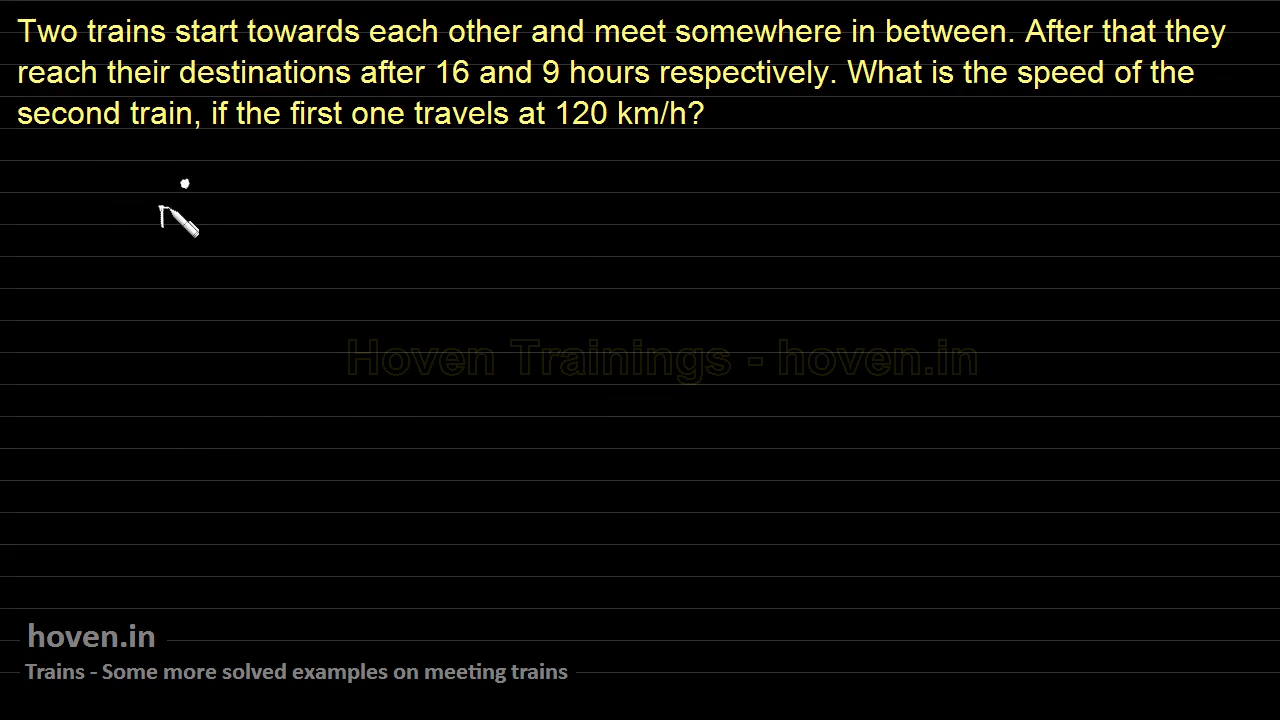 Two trains start towards each other and meet somewhere in between. After that they
reach their destinations after 16 and 9 hours respectively. What is the speed of the
second train, if the first one travels at 120 km/h?
Hoven Trainings - hoven.in
hoven.in
Trains - Some more solved examples on meeting trains